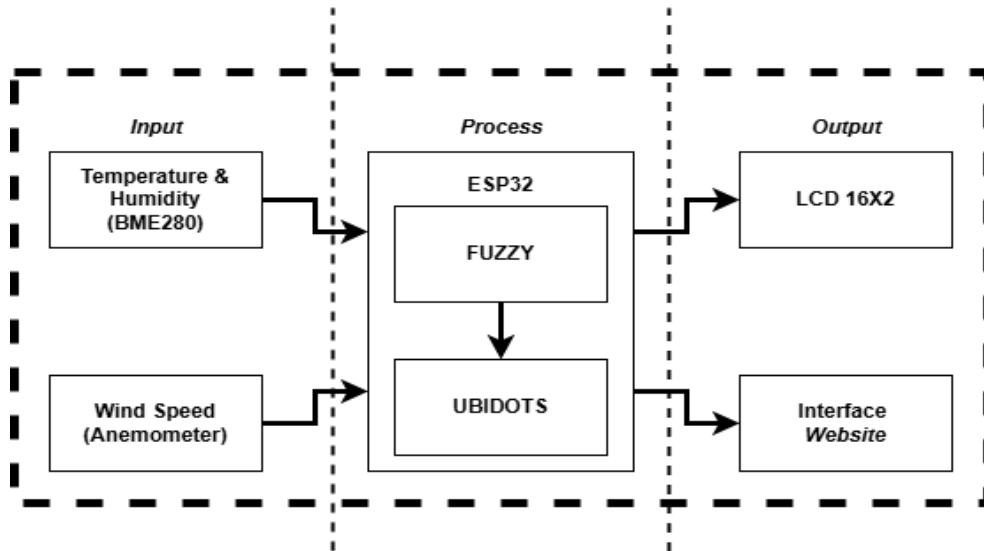 Input
Temperature &
Humidity
(BME280)
Wind Speed
(Anemometer)
Process
ESP32
FUZZY
UBIDOTS
Output
LCD 16X2
Interface
Website